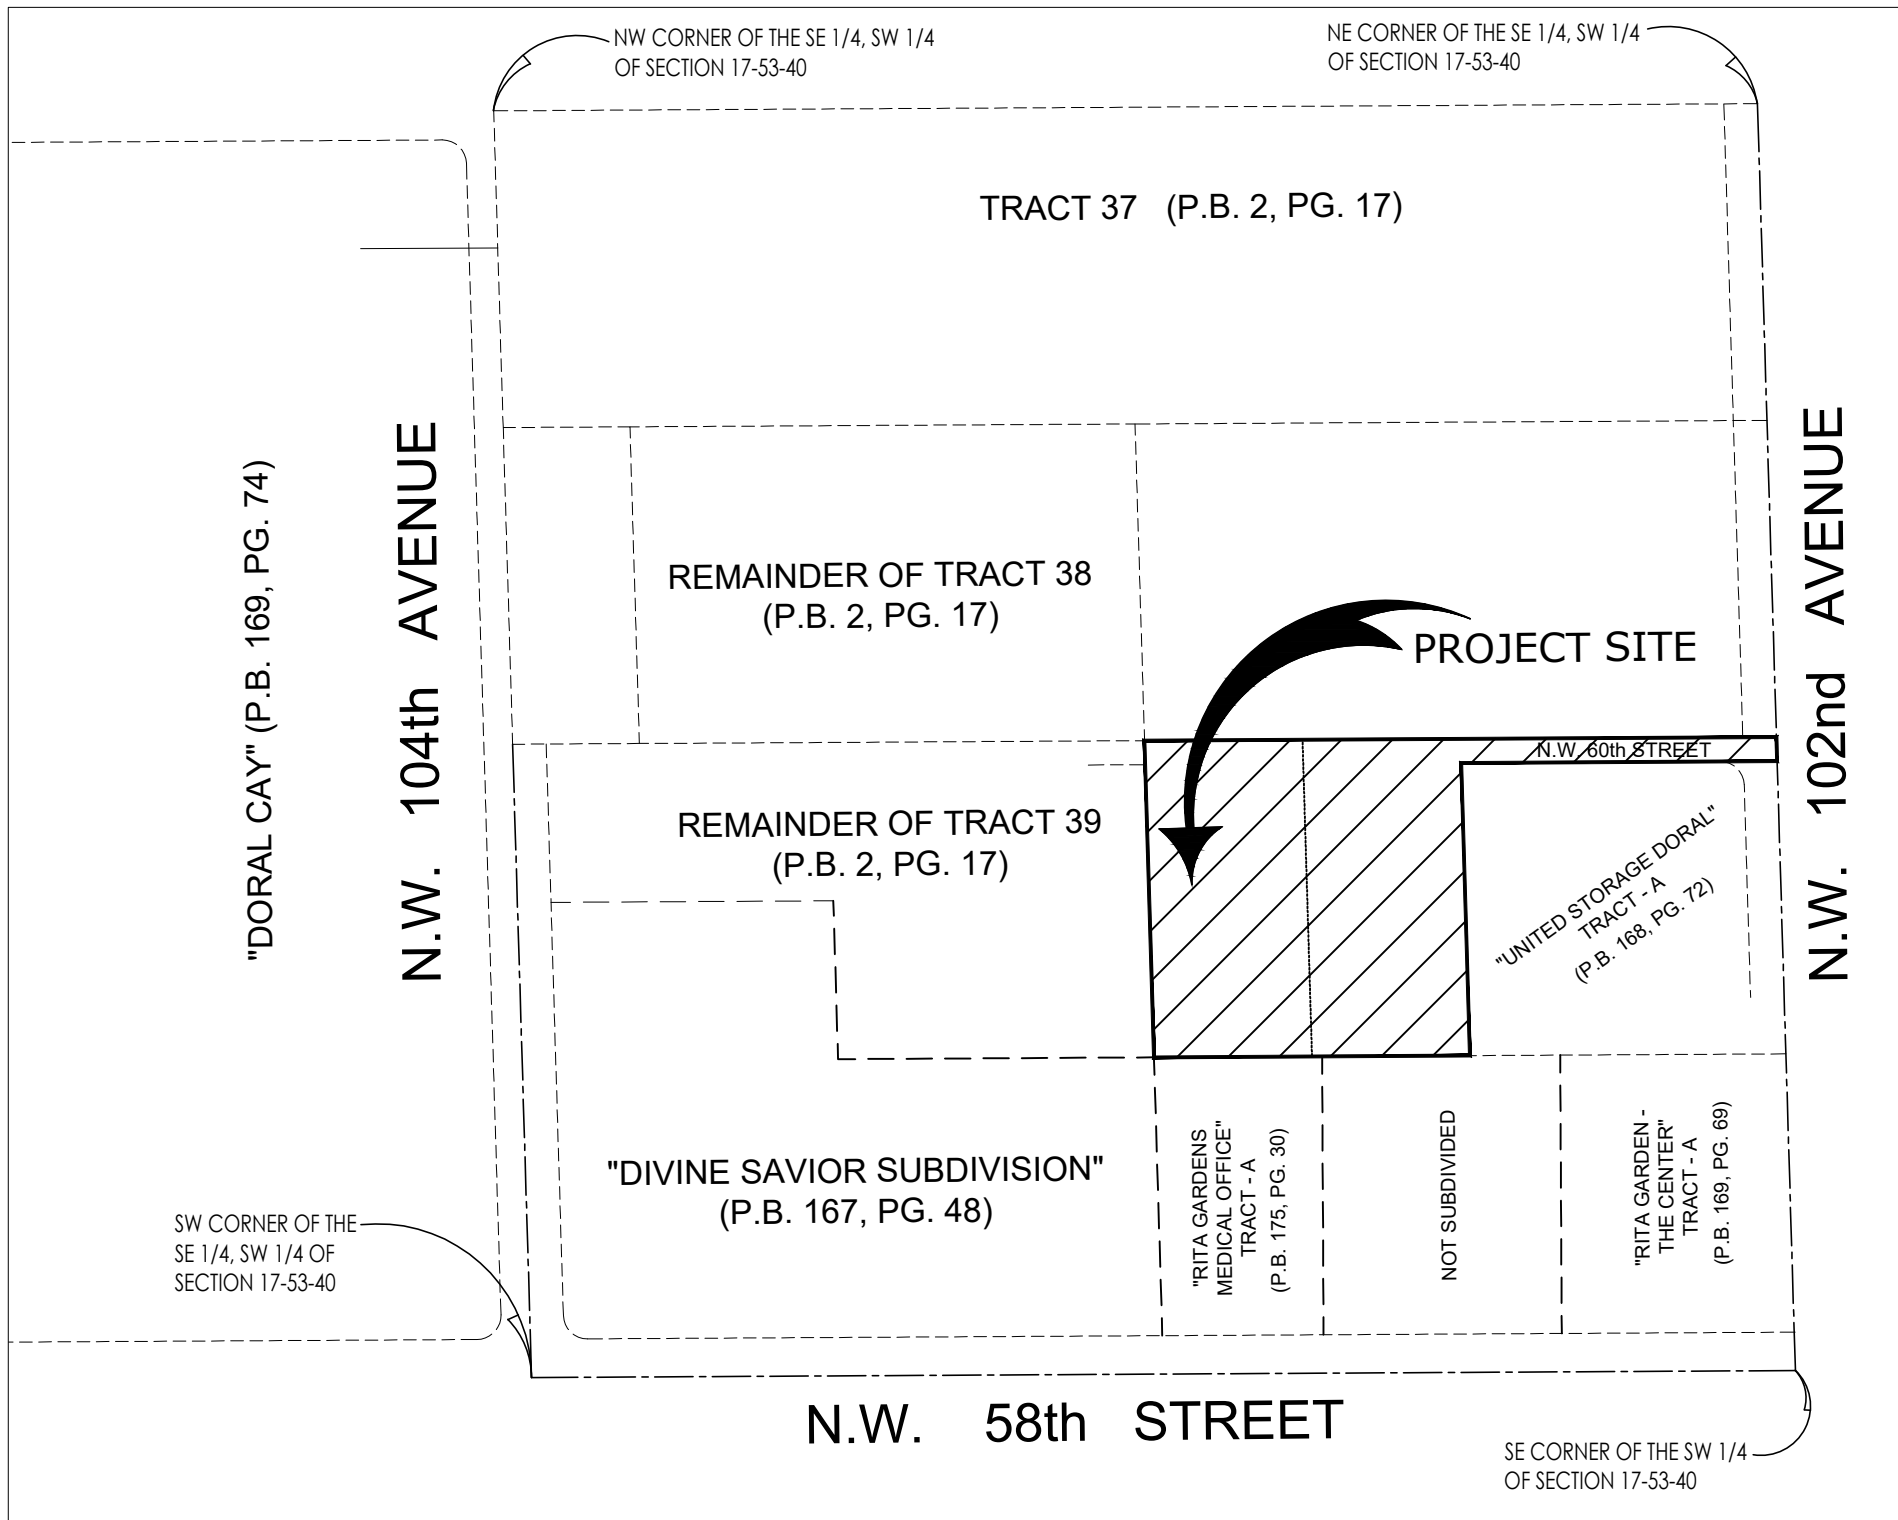 NW CORNER OF THE SE 1/4, SW 1/4
OF SECTION 17-53-40
NE CORNER OF THE SE 1/4, SW 1/4
OF SECTION 17-53-40
TRACT 37 (P.B. 2, PG. 17)
"DORAL CAY" (P.B. 169, PG. 74)
N.W. 104th AVENUE
REMAINDER OF TRACT 38
(P.B. 2, PG. 17)
PROJECT SITE
N.W. 102nd AVENUE
N.W. 60th STREET
REMAINDER OF TRACT 39
(P.B. 2, PG. 17)
"UNITED STORAGE DORAL"
TRACT - A
(P.B. 168, PG. 72)
"DIVINE SAVIOR SUBDIVISION"
(P.B. 167, PG. 48)
"RITA GARDENS
MEDICAL OFFICE"
TRACT - A
(P.B. 175, PG. 30)
NOT SUBDIVIDED
"RITA GARDEN -
THE CENTER"
TRACT - A
(P.B. 169, PG. 69)
SW CORNER OF THE
SE 1/4, SW 1/4 OF
SECTION 17-53-40
N.W. 58th STREET
SE CORNER OF THE SW 1/4
OF SECTION 17-53-40